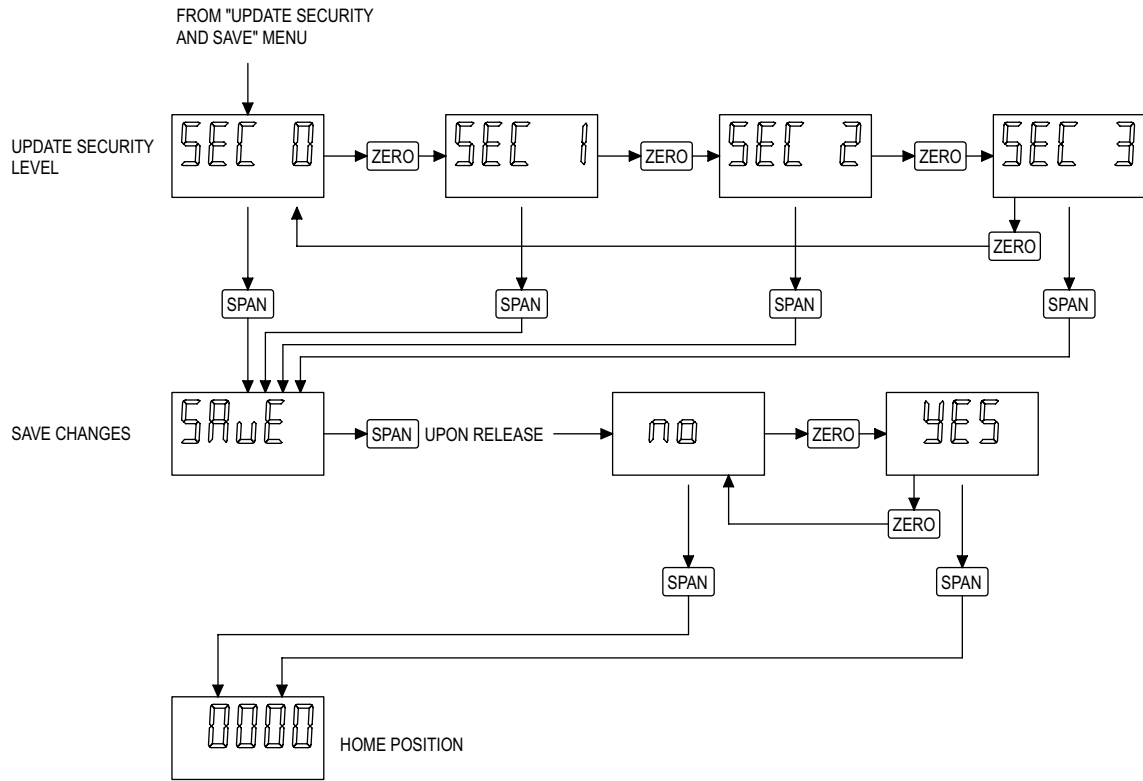 FROM "UPDATE SECURITY
AND SAVE" MENU
UPDATE SECURITY
LEVEL
SEC 0
ZERO
SEC 1
ZERO
SEC 2
ZERO
SEC 3
ZERO
SPAN
SPAN
SPAN
SPAN
SAVE CHANGES
SAvE
SPAN UPON RELEASE
no
ZERO
YES
ZERO
SPAN
SPAN
0000
HOME POSITION